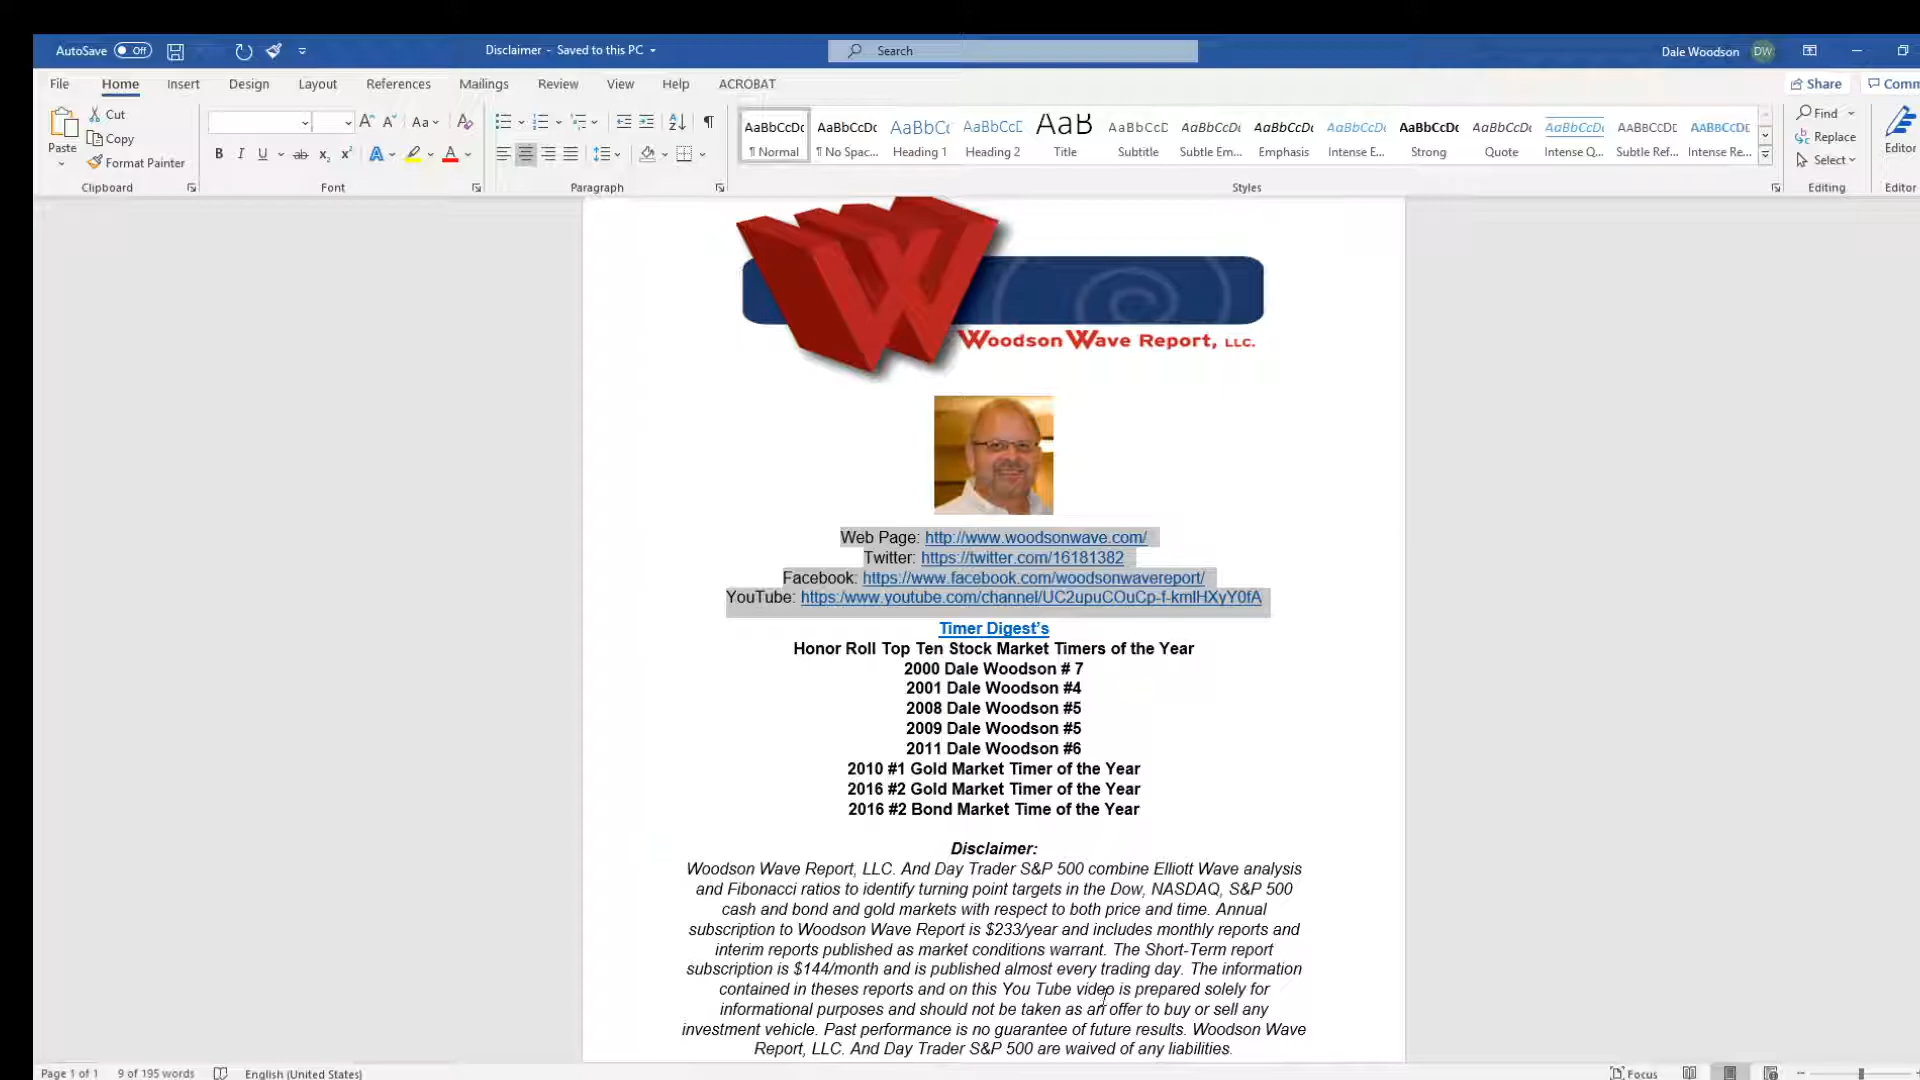 AutoSave Off Disclaimer - Saved to this PC Search Dale Woodson DW
File Home Insert Design Layout References Mailings Review View Help ACROBAT Share Comm
Paste Cut Copy Format Painter
Clipboard
Aa
B I U ab x₂ x² A A
Font
Paragraph
AaBbCcDc AaBbCcDc AaBbCc AaBbCcE AaB AaBbCcD AaBbCcDt AaBbCcDt AaBbCcDt AaBbCcDc AaBbCcDt AaBbCcDt AABBCCDC AABBCCDE
¶ Normal ¶ No Spac... Heading 1 Heading 2 Title Subtitle Subtle Em... Emphasis Intense E... Strong Quote Intense Q... Subtle Ref... Intense Re...
Styles
Find
Replace
Select
Editing
Editor
Editor
Woodson Wave Report, LLC.
Web Page: http://www.woodsonwave.com/
Twitter: https://twitter.com/16181382
Facebook: https://www.facebook.com/woodsonwavereport/
YouTube: https:/www.youtube.com/channel/UC2upuCOuCp-f-kmlHXyY0fA
Timer Digest's
Honor Roll Top Ten Stock Market Timers of the Year
2000 Dale Woodson # 7
2001 Dale Woodson #4
2008 Dale Woodson #5
2009 Dale Woodson #5
2011 Dale Woodson #6
2010 #1 Gold Market Timer of the Year
2016 #2 Gold Market Timer of the Year
2016 #2 Bond Market Time of the Year
Disclaimer:
Woodson Wave Report, LLC. And Day Trader S&P 500 combine Elliott Wave analysis
and Fibonacci ratios to identify turning point targets in the Dow, NASDAQ, S&P 500
cash and bond and gold markets with respect to both price and time. Annual
subscription to Woodson Wave Report is $233/year and includes monthly reports and
interim reports published as market conditions warrant. The Short-Term report
subscription is $144/month and is published almost every trading day. The information
contained in theses reports and on this You Tube video is prepared solely for
informational purposes and should not be taken as an offer to buy or sell any
investment vehicle. Past performance is no guarantee of future results. Woodson Wave
Report, LLC. And Day Trader S&P 500 are waived of any liabilities.
Page 1 of 1 9 of 195 words English (United States) Focus